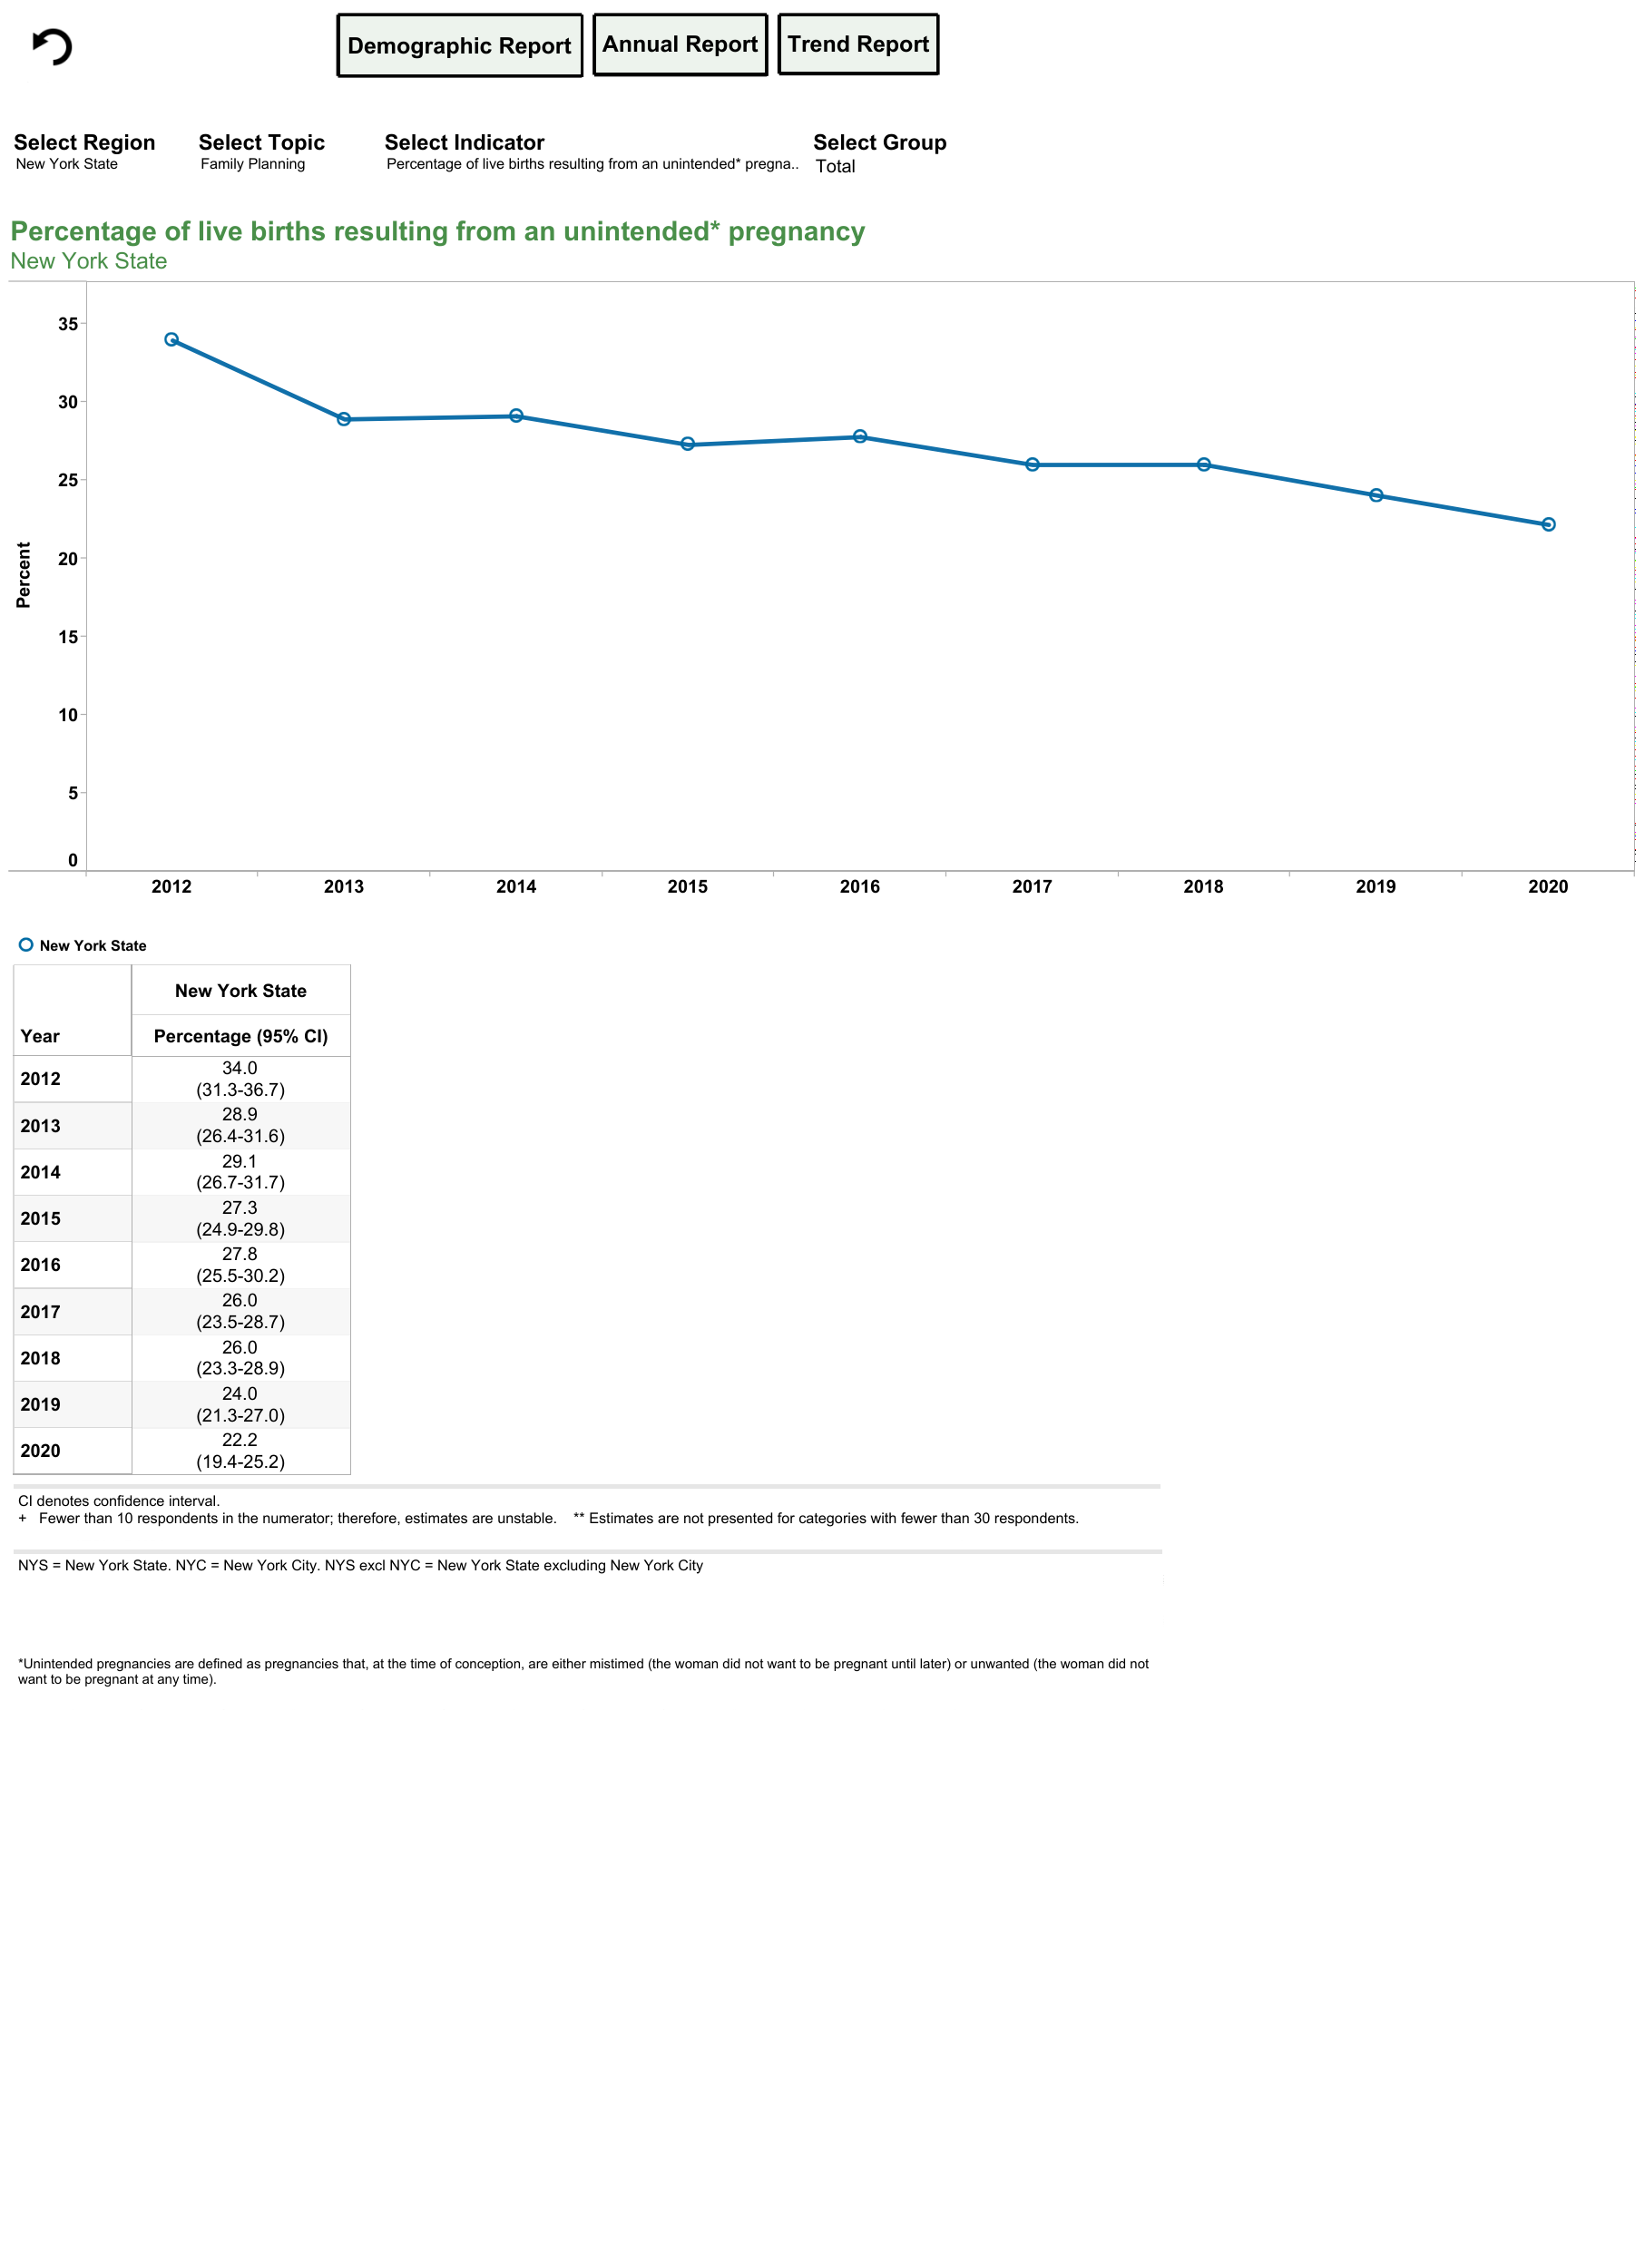 Demographic Report Annual Report Trend Report
Select Region Select Topic Select Indicator Select Group
New York State Family Planning Percentage of live births resulting from an unintended* pregna.. Total
Percentage of live births resulting from an unintended* pregnancy
New York State
Percent
35
30
25
20
15
10
5
0
2012 2013 2014 2015 2016 2017 2018 2019 2020
New York State
New York State
Year Percentage (95% CI)
2012 34.0
(31.3-36.7)
2013 28.9
(26.4-31.6)
2014 29.1
(26.7-31.7)
2015 27.3
(24.9-29.8)
2016 27.8
(25.5-30.2)
2017 26.0
(23.5-28.7)
2018 26.0
(23.3-28.9)
2019 24.0
(21.3-27.0)
2020 22.2
(19.4-25.2)
CI denotes confidence interval.
+ Fewer than 10 respondents in the numerator; therefore, estimates are unstable. ** Estimates are not presented for categories with fewer than 30 respondents.
NYS = New York State. NYC = New York City. NYS excl NYC = New York State excluding New York City
*Unintended pregnancies are defined as pregnancies that, at the time of conception, are either mistimed (the woman did not want to be pregnant until later) or unwanted (the woman did not
want to be pregnant at any time).